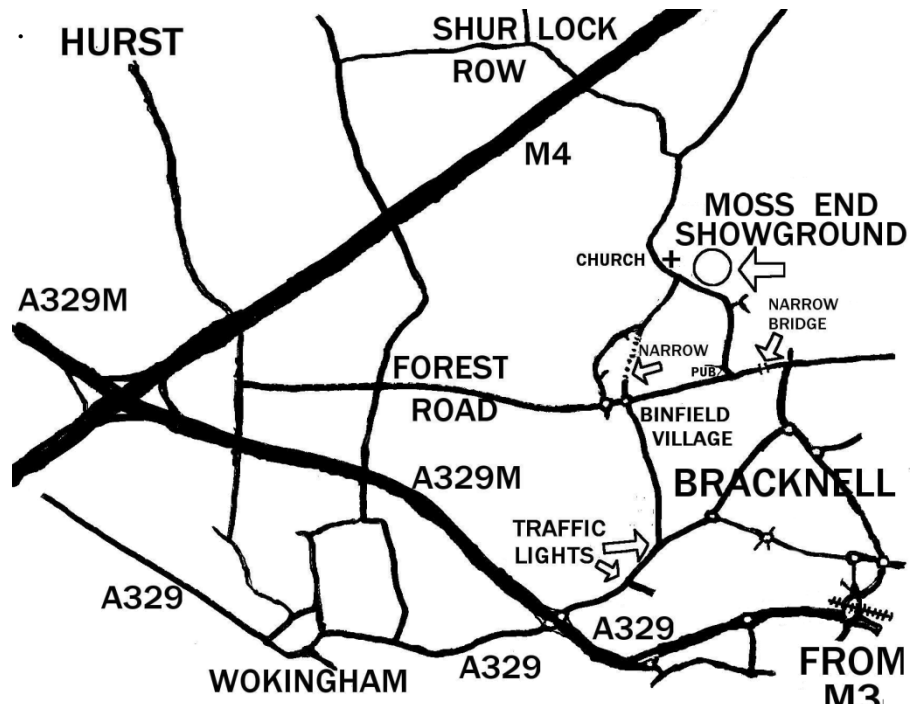 HURST
SHUR LOCK
ROW
M4
MOSS END
SHOWGROUND
CHURCH
A329M
NARROW
BRIDGE
NARROW
PUB
FOREST
ROAD
BINFIELD
VILLAGE
A329M
BRACKNELL
TRAFFIC
LIGHTS
A329
A329
A329
WOKINGHAM
FROM
M3